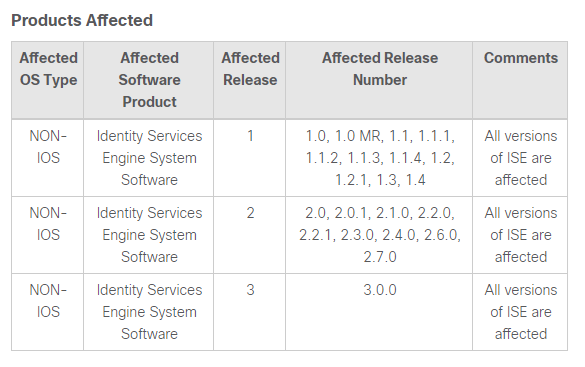 Products Affected
Affected OS Type	Affected Software Product	Affected Release	Affected Release Number	Comments
NON-IOS	Identity Services Engine System Software	1	1.0, 1.0 MR, 1.1, 1.1.1, 1.1.2, 1.1.3, 1.1.4, 1.2, 1.2.1, 1.3, 1.4	All versions of ISE are affected
NON-IOS	Identity Services Engine System Software	2	2.0, 2.0.1, 2.1.0, 2.2.0, 2.2.1, 2.3.0, 2.4.0, 2.6.0, 2.7.0	All versions of ISE are affected
NON-IOS	Identity Services Engine System Software	3	3.0.0	All versions of ISE are affected